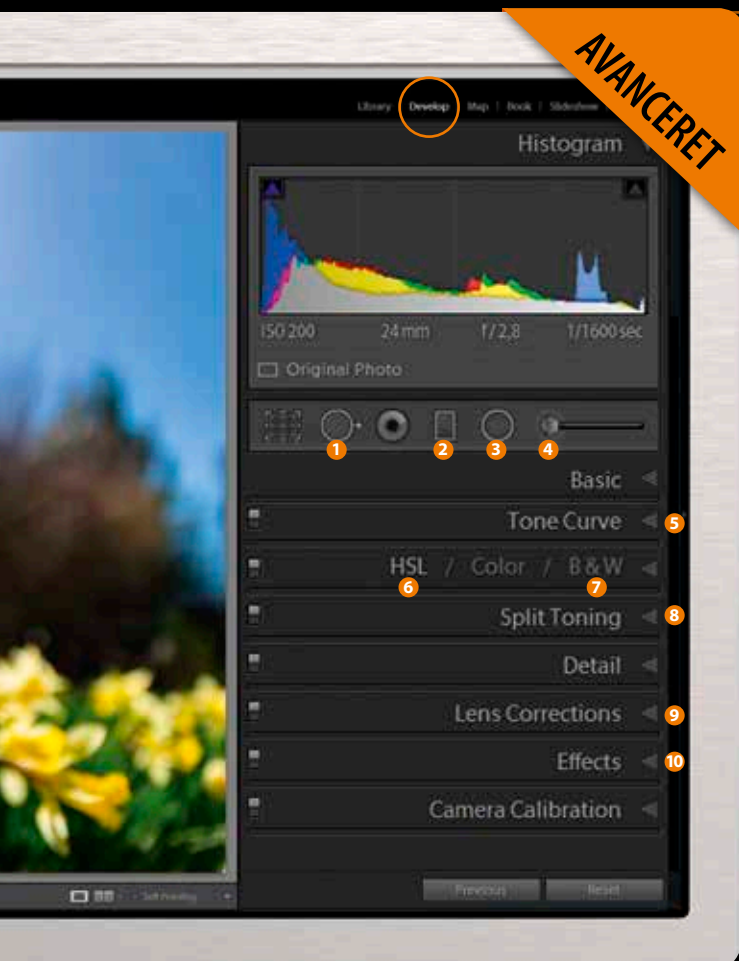 AVANCERET
Library Develop Map | Book | Slideshow
Histogram
ISO 200 24 mm f / 2,8 1/1600 sec
Original Photo
1 2 3 4
Basic
Tone Curve 5
HSL / Color / B & W
6 7
Split Toning 8
Detail
Lens Corrections 9
Effects 10
Camera Calibration
Soft Proofing
Previous Reset